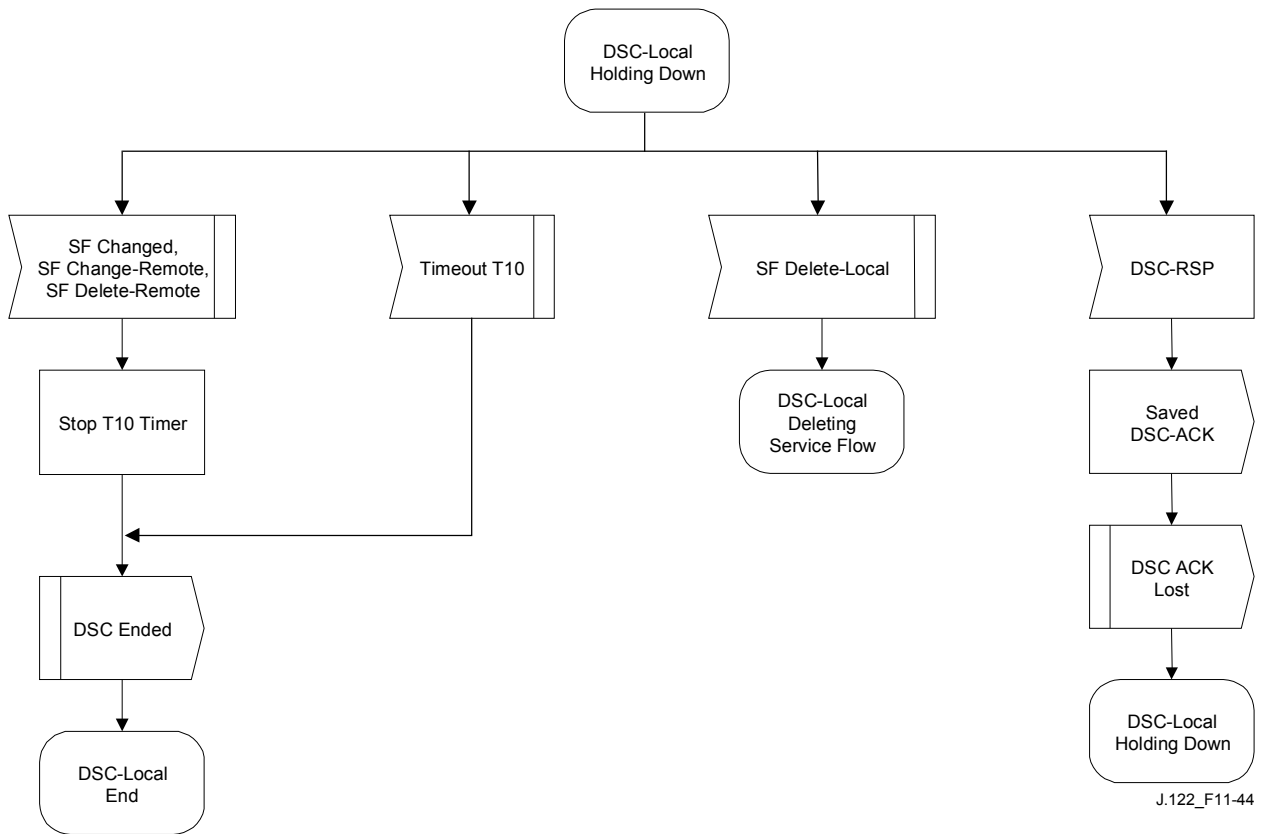 DSC-Local
Holding Down
SF Changed,
SF Change-Remote,
SF Delete-Remote
Timeout T10
SF Delete-Local
DSC-RSP
Stop T10 Timer
DSC-Local
Deleting
Service Flow
Saved
DSC-ACK
DSC Ended
DSC ACK
Lost
DSC-Local
End
DSC-Local
Holding Down
J.122_F11-44